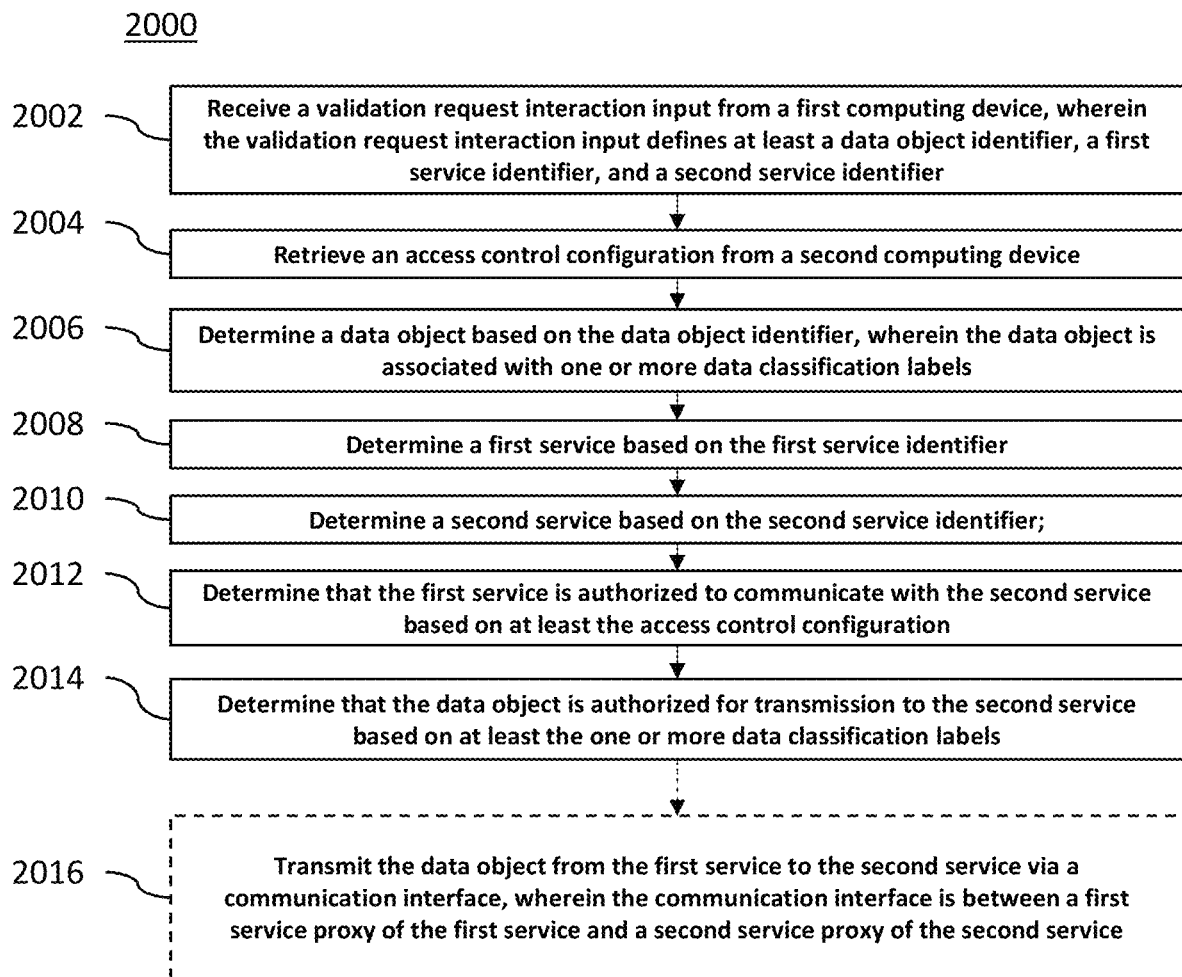 2000
2002
Receive a validation request interaction input from a first computing device, wherein
the validation request interaction input defines at least a data object identifier, a first
service identifier, and a second service identifier
2004
Retrieve an access control configuration from a second computing device
2006
Determine a data object based on the data object identifier, wherein the data object is
associated with one or more data classification labels
2008
Determine a first service based on the first service identifier
2010
Determine a second service based on the second service identifier;
2012
Determine that the first service is authorized to communicate with the second service
based on at least the access control configuration
2014
Determine that the data object is authorized for transmission to the second service
based on at least the one or more data classification labels
2016
Transmit the data object from the first service to the second service via a
communication interface, wherein the communication interface is between a first
service proxy of the first service and a second service proxy of the second service